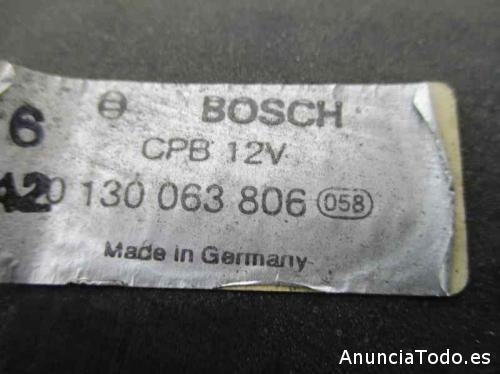 BOSCH
6
CPB 12V
0 130 063 806 058
Made in Germany
AnunciaTodo.es